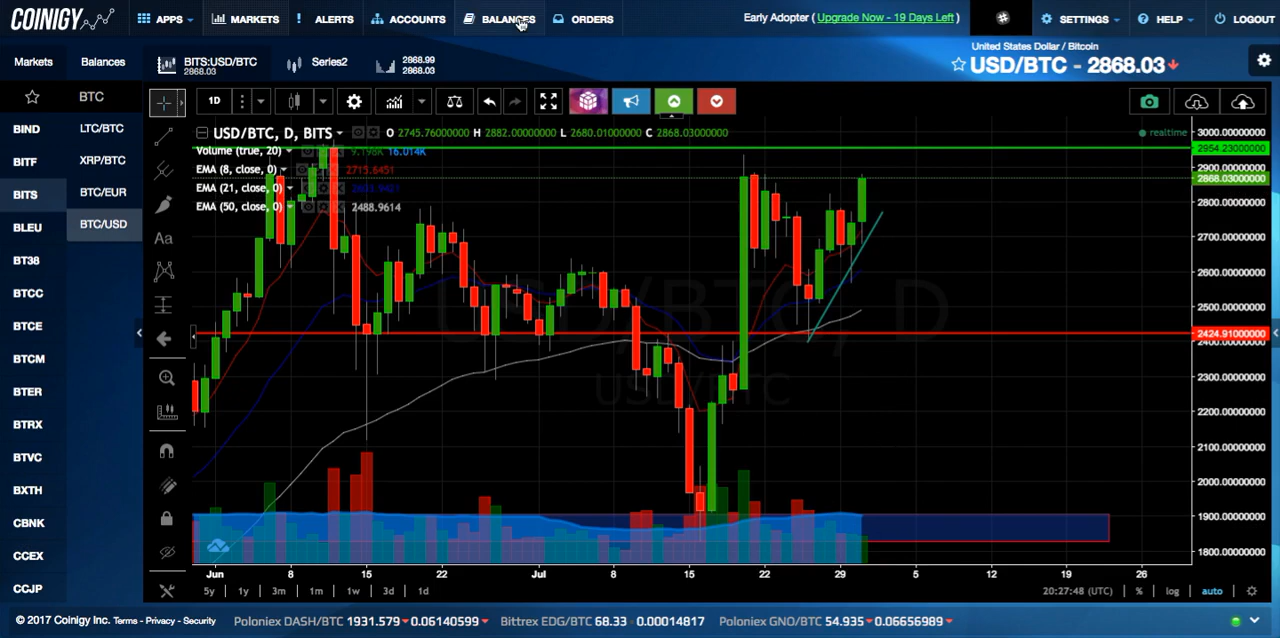 COINIGY
APPS
MARKETS
! ALERTS
ACCOUNTS
BALANCES
ORDERS
Early Adopter ( Upgrade Now - 19 Days Left )
SETTINGS
HELP
LOGOUT
Markets
Balances
BITS:USD/BTC
2868.03
Series2
2868.99
2868.03
United States Dollar / Bitcoin
USD/BTC - 2868.03
BTC
1D
BIND
BITF
BITS
BLEU
BT38
BTCC
BTCE
BTCM
BTER
BTRX
BTVC
BXTH
CBNK
CCEX
CCJP
LTC/BTC
XRP/BTC
BTC/EUR
BTC/USD
Aa
USD/BTC, D, BITS
O 2745.76000000 H 2882.00000000 L 2680.01000000 C 2868.03000000
realtime
Volume (true, 20) 9.198K 16.014K
EMA (8, close, 0) 2715.6451
EMA (21, close, 0)
EMA (50, close, 0) 2488.9614
USD/BTC, D
USD/BTC
3000.00000000
2954.23000000
2900.00000000
2868.03000000
2800.00000000
2700.00000000
2600.00000000
2500.00000000
2424.91000000
2400.00000000
2300.00000000
2200.00000000
2100.00000000
2000.00000000
1900.00000000
1800.00000000
Jun 8 15 22 Jul 8 15 22 29 5 12 19 26
5y 1y 3m 1m 1w 3d 1d
20:27:48 (UTC) % log auto
© 2017 Coinigy Inc. Terms - Privacy - Security
Poloniex DASH/BTC 1931.579 0.06140599
Bittrex EDG/BTC 68.33 0.00014817
Poloniex GNO/BTC 54.935 0.06656989